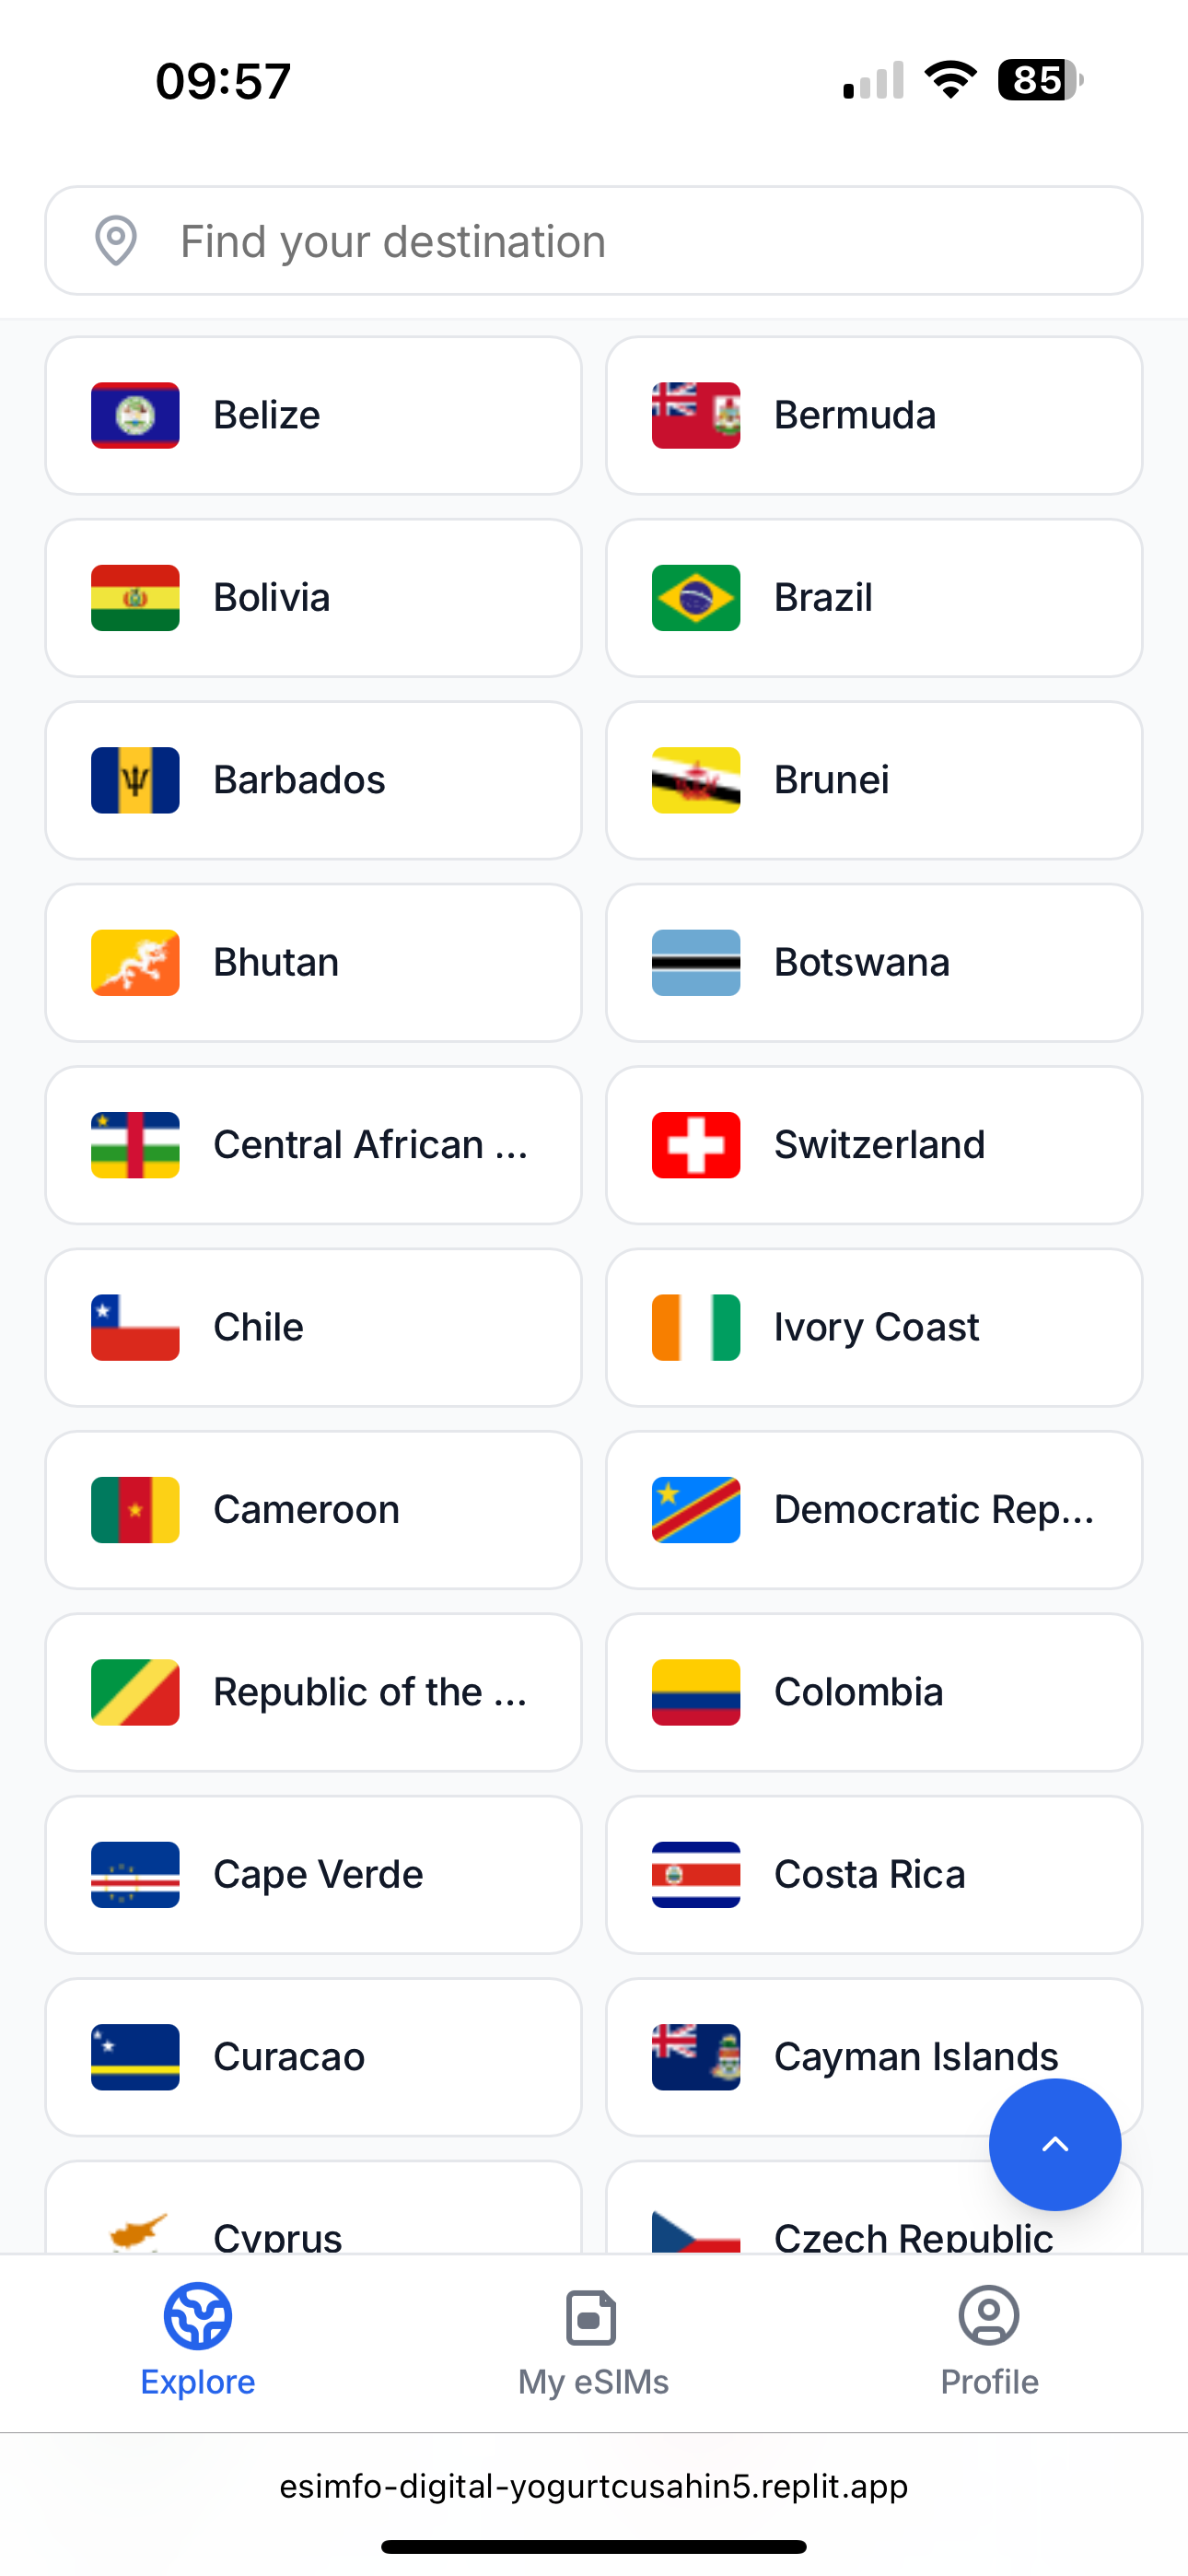 09:57
85
Find your destination
Belize
Bermuda
Bolivia
Brazil
Barbados
Brunei
Bhutan
Botswana
Central African ...
Switzerland
Chile
Ivory Coast
Cameroon
Democratic Rep...
Republic of the ...
Colombia
Cape Verde
Costa Rica
Curacao
Cayman Islands
Cyprus
Czech Republic
Explore
My eSIMs
Profile
esimfo-digital-yogurtcusahin5.replit.app